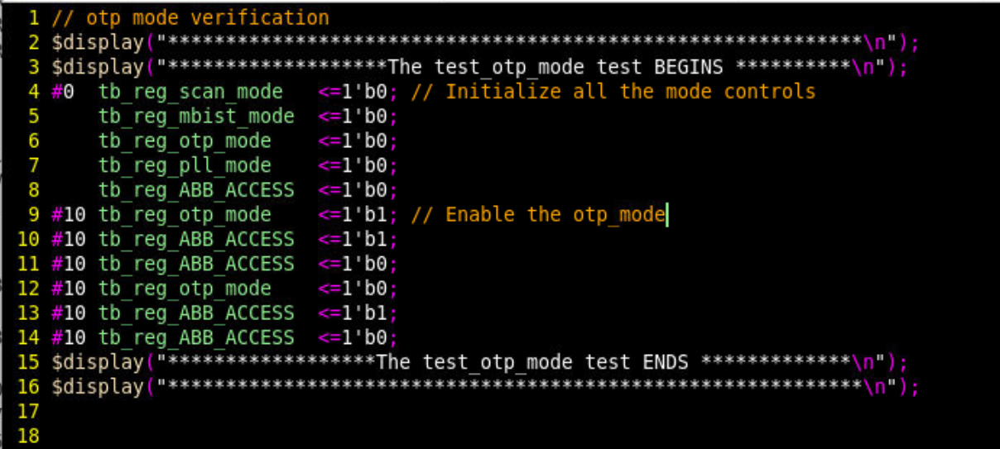 1 // otp mode verification
2 $display("************************************************************\n");
3 $display("*******************The test_otp_mode test BEGINS **********\n");
4 #0  tb_reg_scan_mode   <=1'b0; // Initialize all the mode controls
5     tb_reg_mbist_mode  <=1'b0;
6     tb_reg_otp_mode    <=1'b0;
7     tb_reg_pll_mode    <=1'b0;
8     tb_reg_ABB_ACCESS  <=1'b0;
9 #10 tb_reg_otp_mode    <=1'b1; // Enable the otp_mode
10 #10 tb_reg_ABB_ACCESS  <=1'b1;
11 #10 tb_reg_ABB_ACCESS  <=1'b0;
12 #10 tb_reg_otp_mode    <=1'b0;
13 #10 tb_reg_ABB_ACCESS  <=1'b1;
14 #10 tb_reg_ABB_ACCESS  <=1'b0;
15 $display("******************The test_otp_mode test ENDS *************\n");
16 $display("************************************************************\n");
17
18